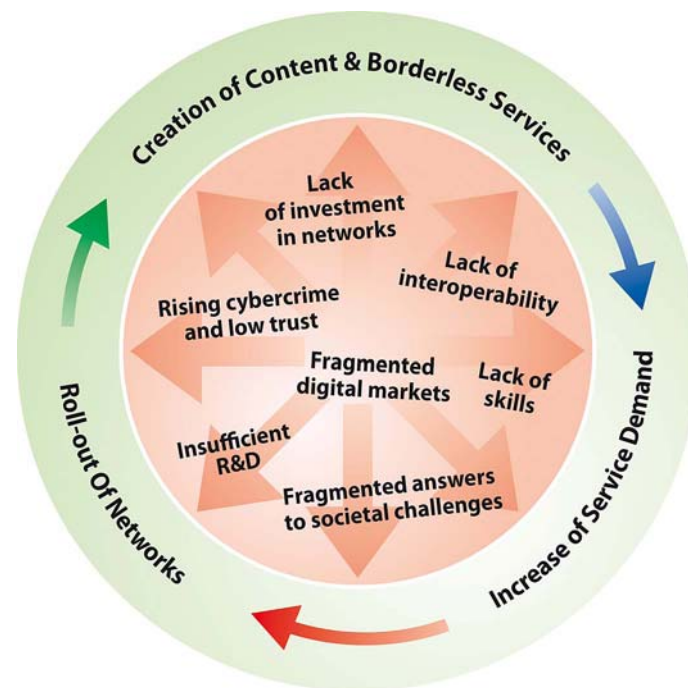 Creation of Content & Borderless Services
Lack
of investment
in networks
Lack of
interoperability
Rising cybercrime
and low trust
Fragmented
digital markets
Lack of
skills
Insufficient
R&D
Fragmented answers
to societal challenges
Increase of Service Demand
Roll-out Of Networks